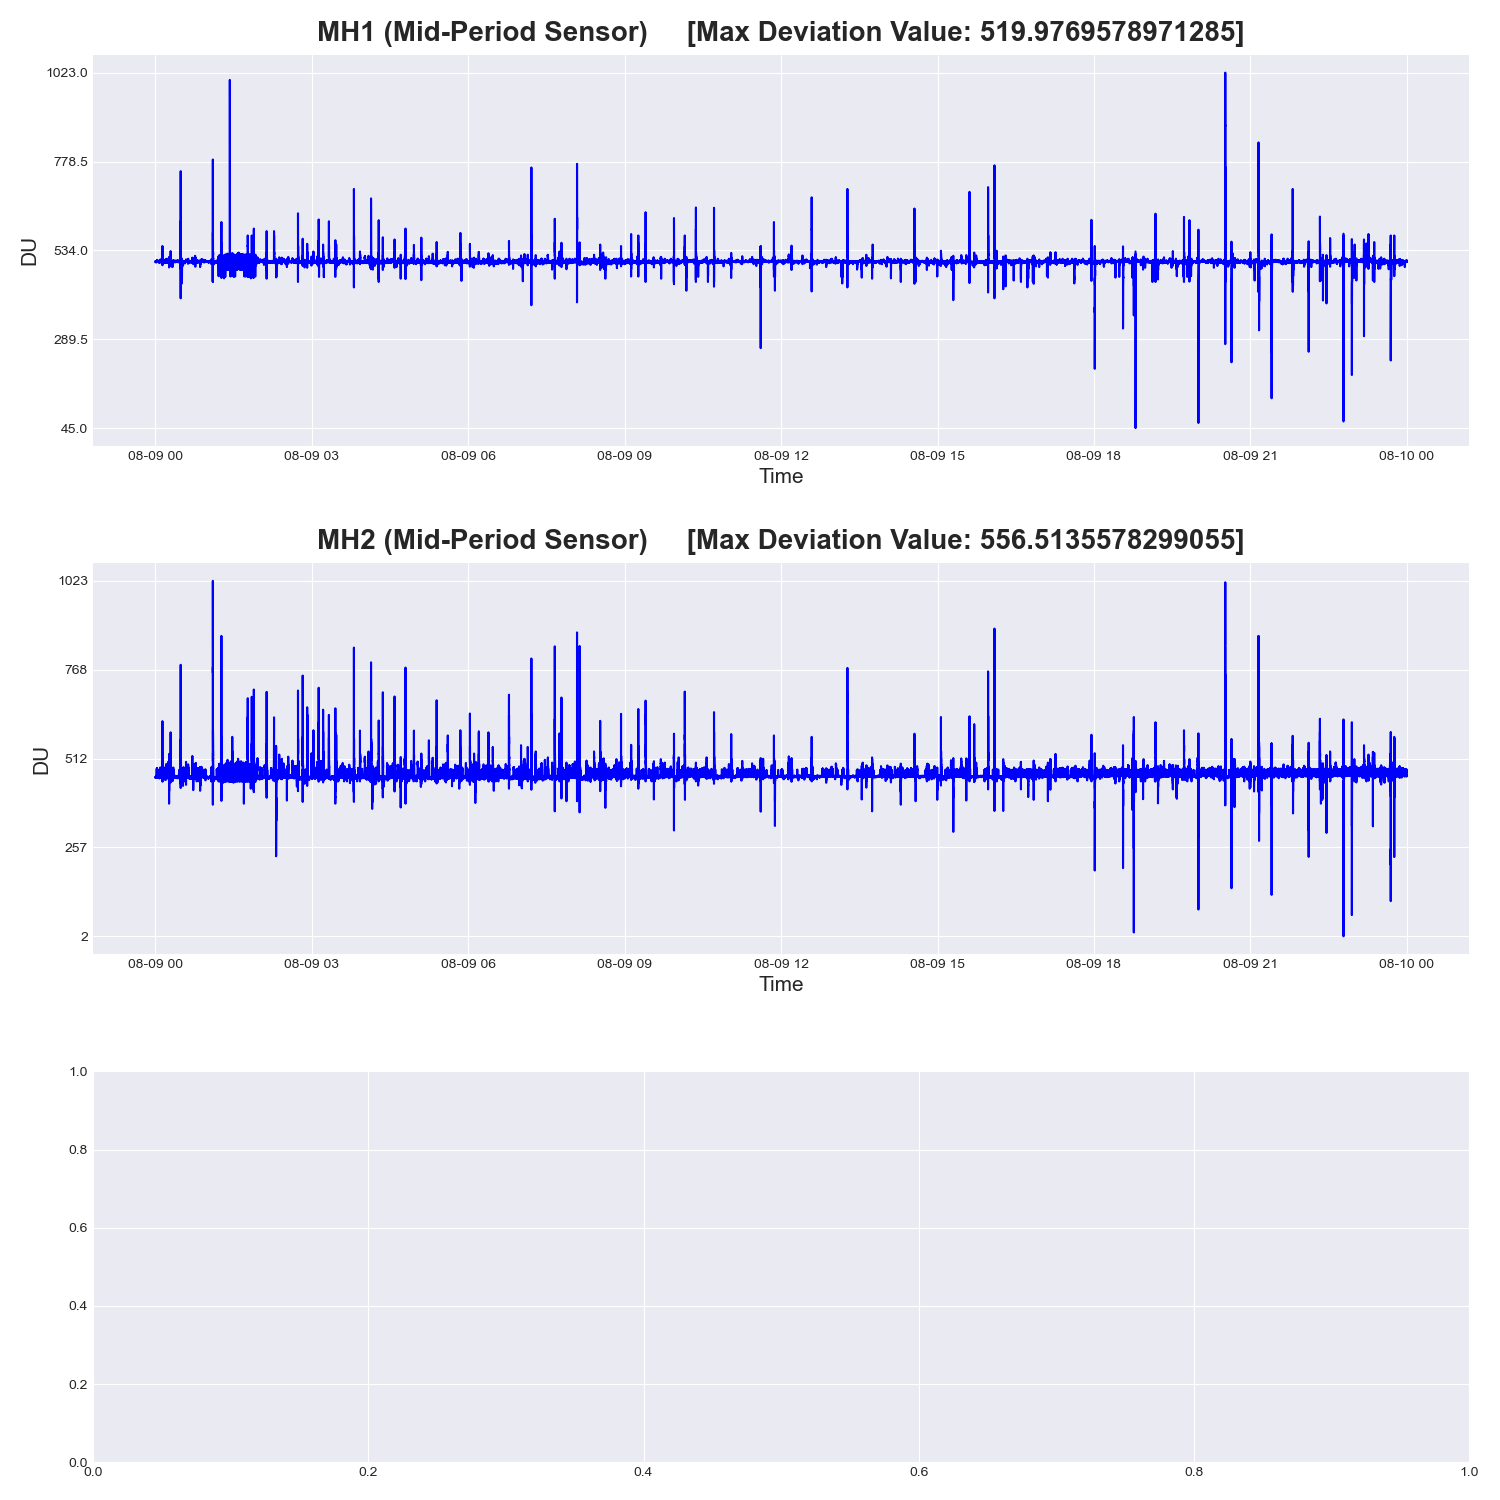 MH1 (Mid-Period Sensor) [Max Deviation Value: 519.9769578971285]
1023.0
778.5
534.0
289.5
45.0
DU
08-09 00 08-09 03 08-09 06 08-09 09 08-09 12 08-09 15 08-09 18 08-09 21 08-10 00
Time
MH2 (Mid-Period Sensor) [Max Deviation Value: 556.5135578299055]
1023
768
512
257
2
DU
08-09 00 08-09 03 08-09 06 08-09 09 08-09 12 08-09 15 08-09 18 08-09 21 08-10 00
Time
1.0
0.8
0.6
0.4
0.2
0.0
0.0 0.2 0.4 0.6 0.8 1.0